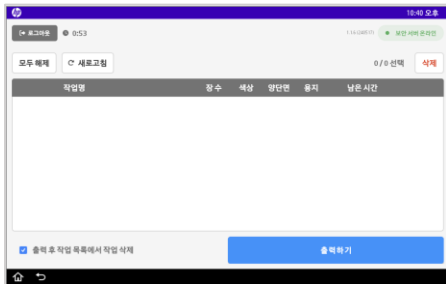 hp
10:40 오후
로그아웃 0:53
보안 서버 온라인
모두 해제 새로고침 0 / 0 선택 삭제
작업명 장 수 색상 양단면 용지 남은 시간
출력 후 작업 목록에서 작업 삭제
출력하기